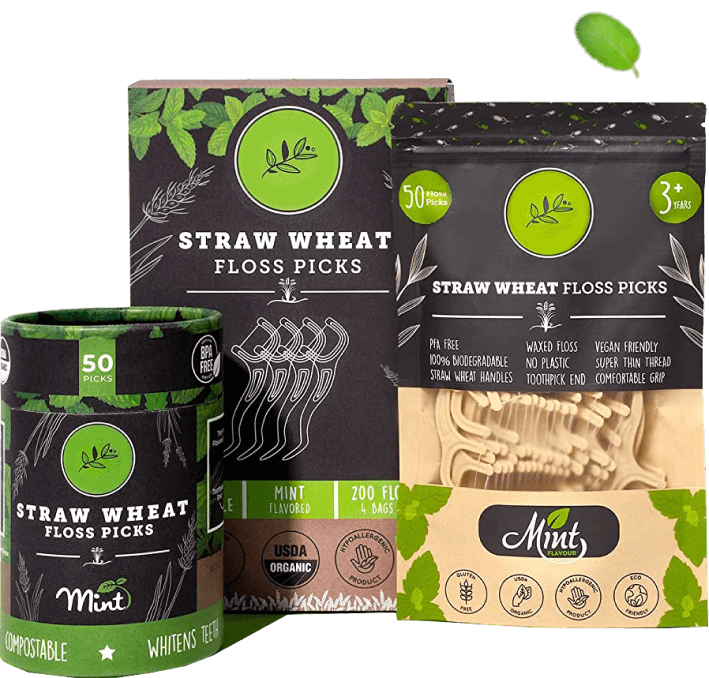 STRAW WHEAT
FLOSS PICKS
MINT
FLAVORED
200 FLO
4 BAGS
USDA
ORGANIC
HYPOALLERGENIC
PRODUCT
50 Floss
Picks
3+
YEARS
STRAW WHEAT FLOSS PICKS
PFA FREE
100% BIODEGRADABLE
STRAW WHEAT HANDLES
WAXED FLOSS
NO PLASTIC
TOOTHPICK END
VEGAN FRIENDLY
SUPER THIN THREAD
COMFORTABLE GRIP
Mint
FLAVOUR
GLUTEN
FREE
USDA
ORGANIC
HYPOALLERGENIC
PRODUCT
ECO
FRIENDLY
50
PICKS
BPA
FREE
STRAW WHEAT
FLOSS PICKS
mint
COMPOSTABLE ★ WHITENS TEETH